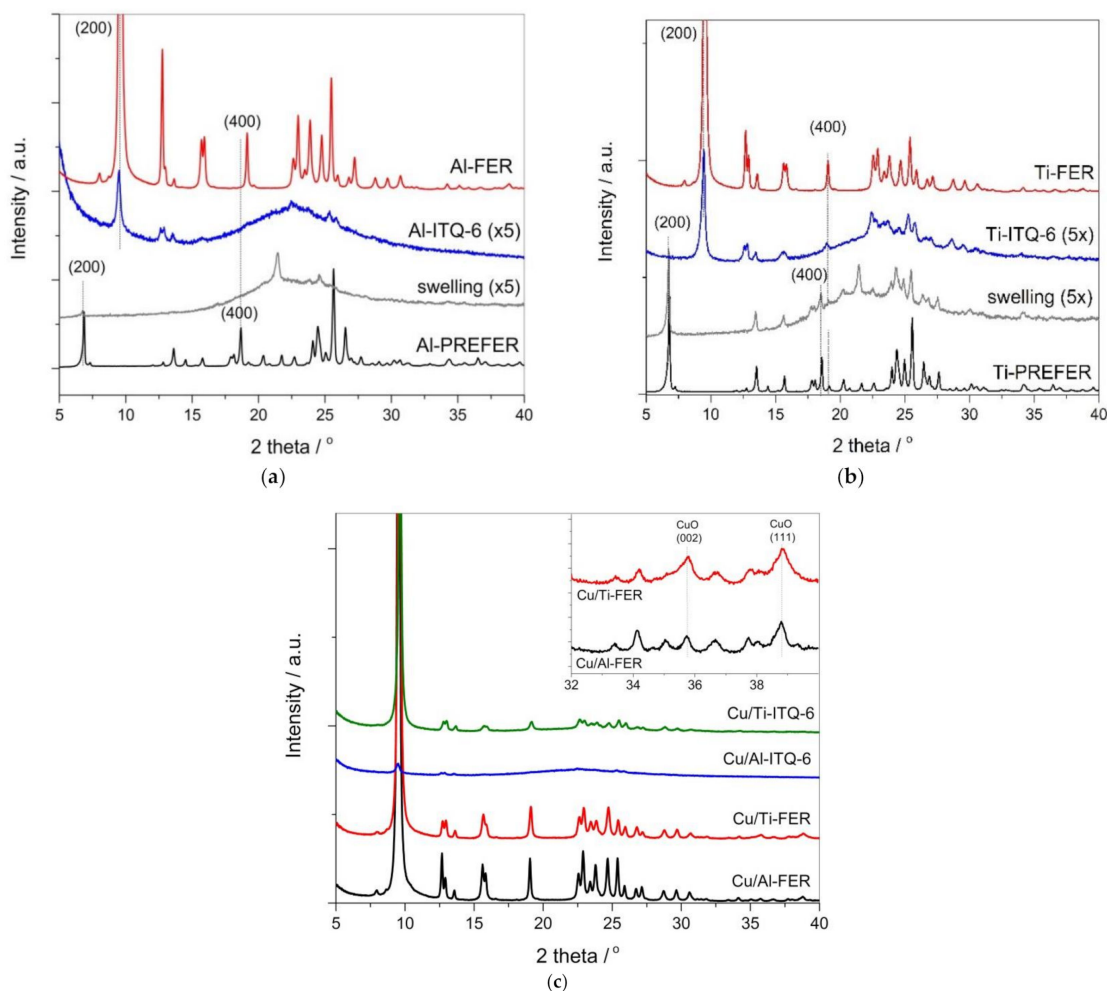 (200)
(400)
Al-FER
Al-ITQ-6 (x5)
(200)
swelling (x5)
(400)
Al-PREFER
5 10 15 20 25 30 35 40
2 theta / °
Intensity / a.u.
(a)
(200)
(400)
Ti-FER
(200)
Ti-ITQ-6 (5x)
(400)
swelling (5x)
Ti-PREFER
5 10 15 20 25 30 35 40
2 theta / °
Intensity / a.u.
(b)
CuO
(002)
CuO
(111)
Cu/Ti-FER
Cu/Al-FER
32 34 36 38
Cu/Ti-ITQ-6
Cu/Al-ITQ-6
Cu/Ti-FER
Cu/Al-FER
5 10 15 20 25 30 35 40
2 theta / °
Intensity / a.u.
(c)